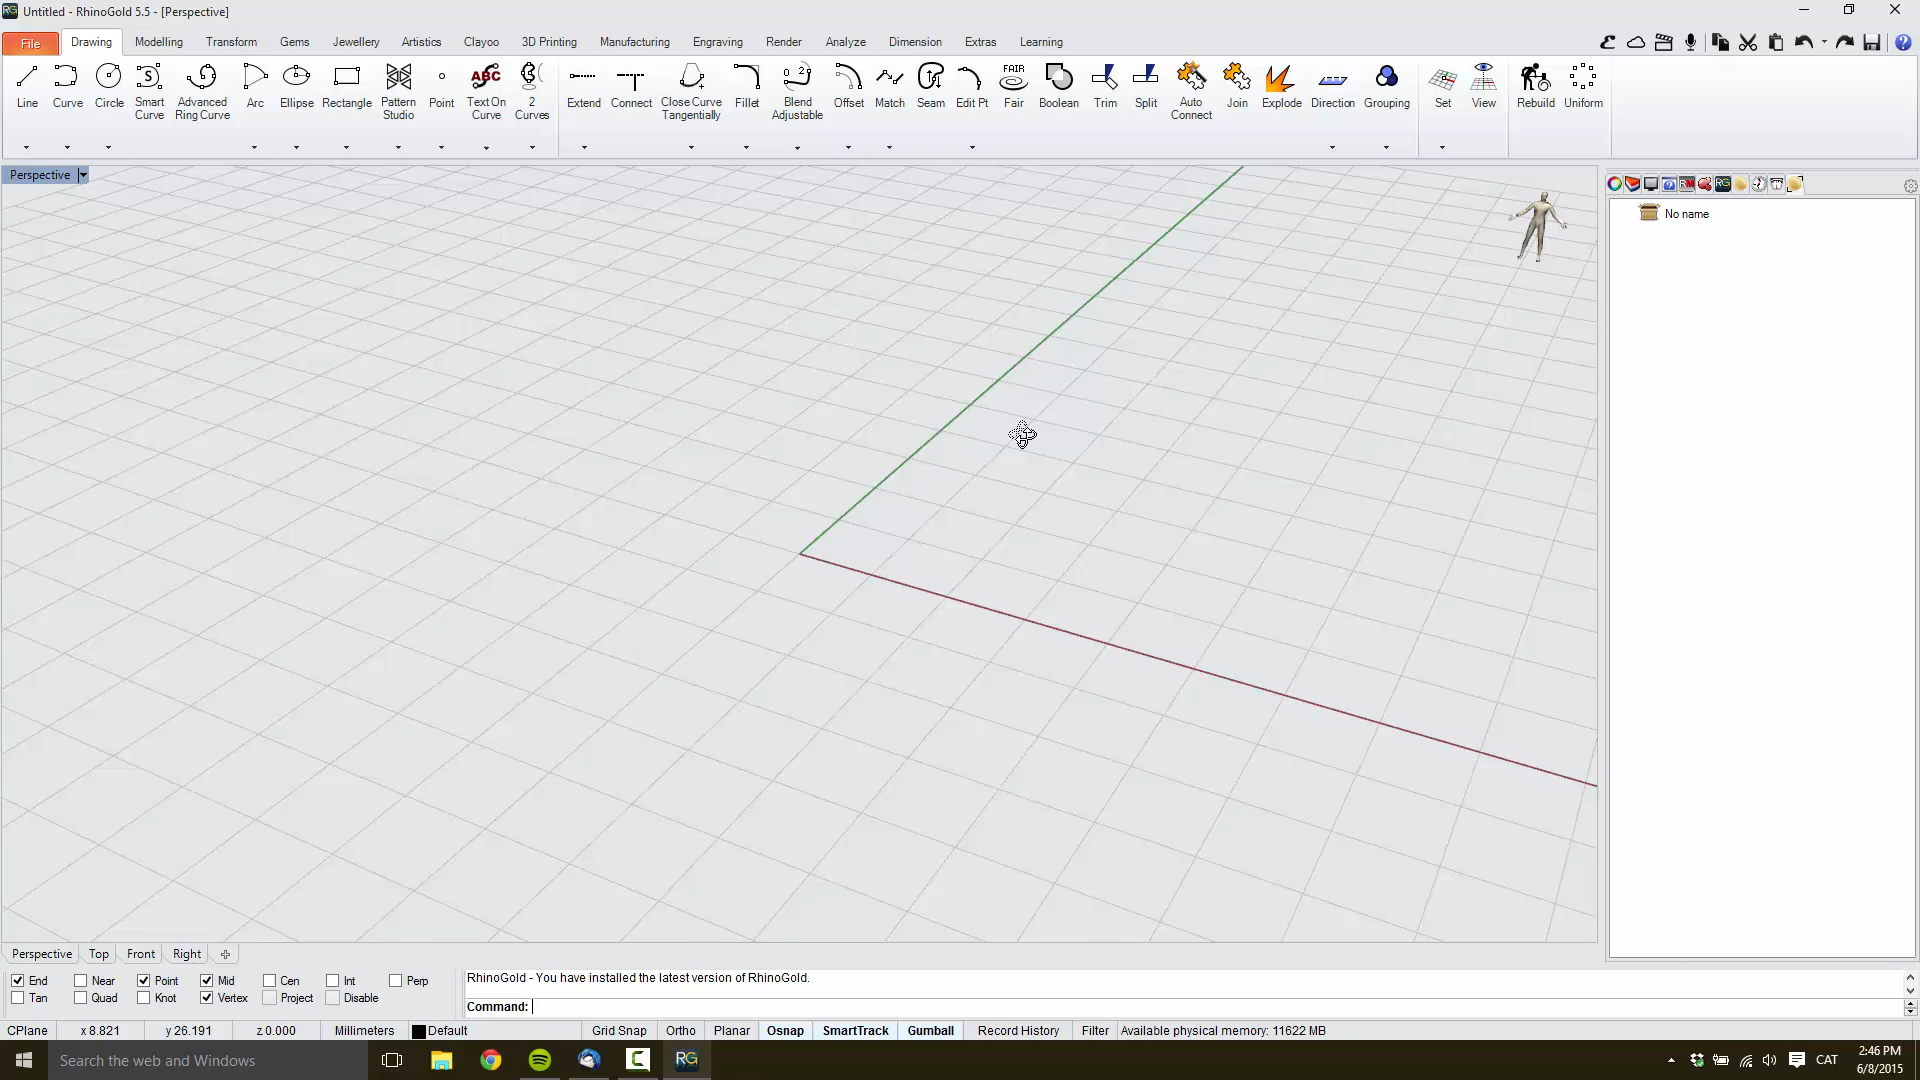 Untitled - RhinoGold 5.5 - [Perspective]
File Drawing Modelling Transform Gems Jewellery Artistics Clayoo 3D Printing Manufacturing Engraving Render Analyze Dimension Extras Learning
ABC FAIR
Line Curve Circle Smart Curve Advanced Ring Curve Arc Ellipse Rectangle Pattern Studio Point Text On Curve 2 Curves Extend Connect Close Curve Tangentially Fillet Blend Adjustable Offset Match Seam Edit Pt Fair Boolean Trim Split Auto Connect Join Explode Direction Grouping Set View Rebuild Uniform
Perspective
No name
Perspective Top Front Right
End Near Point Mid Cen Int Perp
Tan Quad Knot Vertex Project Disable
RhinoGold - You have installed the latest version of RhinoGold.
Command:
CPlane x 8.821 y 26.191 z 0.000 Millimeters Default Grid Snap Ortho Planar Osnap SmartTrack Gumball Record History Filter Available physical memory: 11622 MB
Search the web and Windows
RG
CAT
2:46 PM
6/8/2015